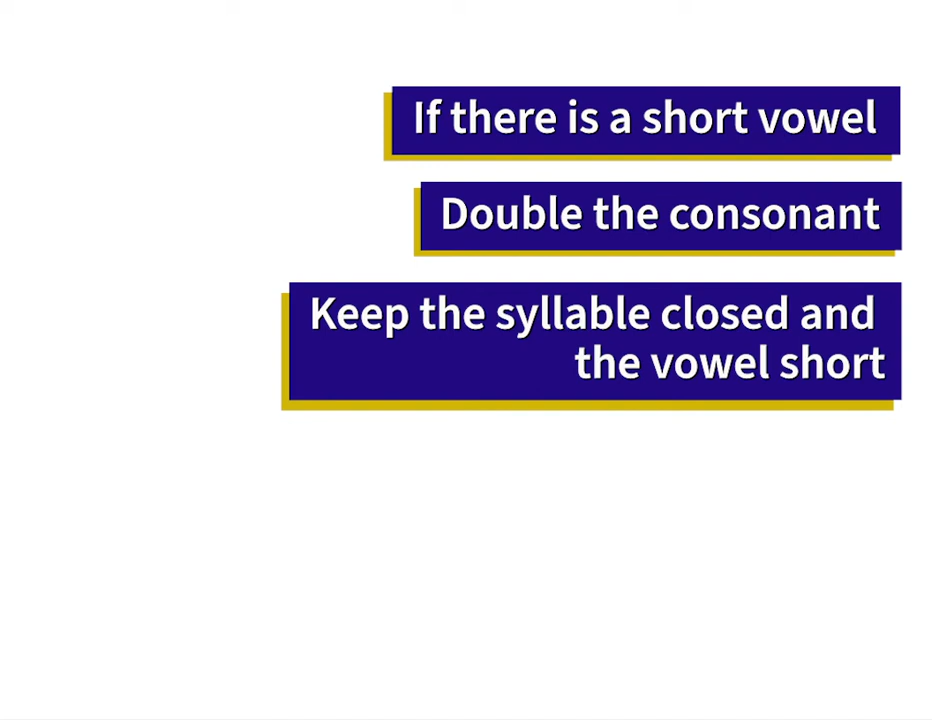 If there is a short vowel
Double the consonant
Keep the syllable closed and
the vowel short